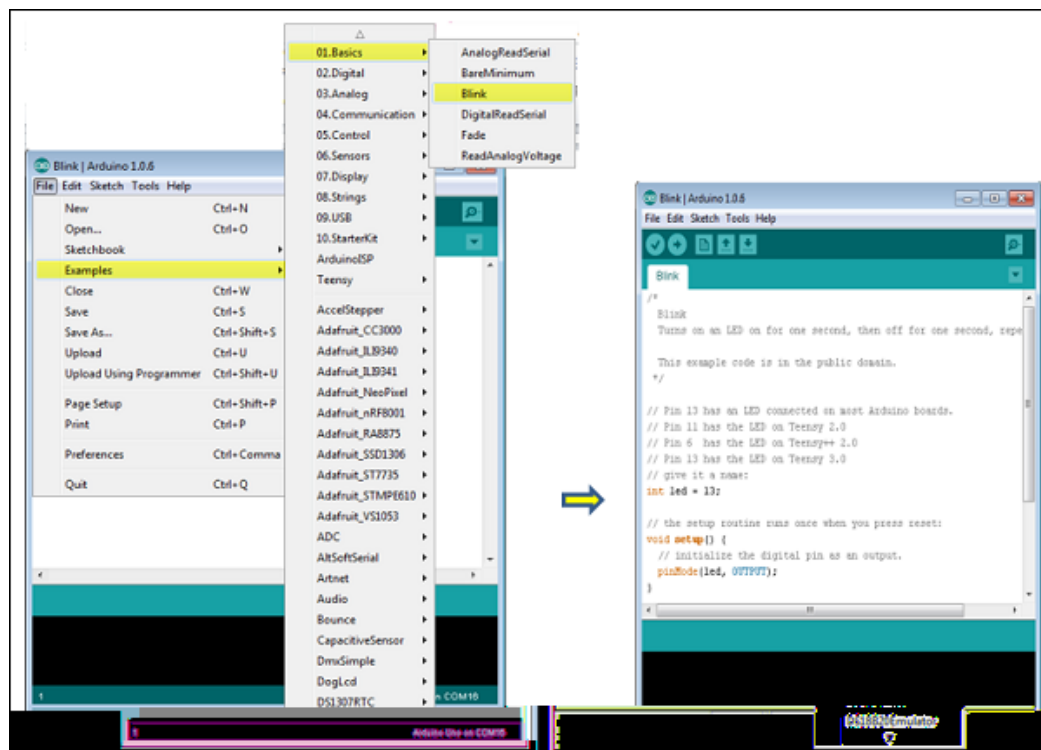 01.Basics
02.Digital
03.Analog
04.Communication
05.Control
06.Sensors
07.Display
08.Strings
09.USB
10.StarterKit
ArduinoISP
Teensy
AccelStepper
Adafruit_CC3000
Adafruit_ILI9340
Adafruit_ILI9341
Adafruit_NeoPixel
Adafruit_nRF8001
Adafruit_RA8875
Adafruit_SSD1306
Adafruit_ST7735
Adafruit_STMPE610
Adafruit_VS1053
ADC
AltSoftSerial
Artnet
Audio
Bounce
CapacitiveSensor
DmxSimple
DogLcd
DS1307RTC
AnalogReadSerial
BareMinimum
Blink
DigitalReadSerial
Fade
ReadAnalogVoltage
Blink | Arduino 1.0.6
File Edit Sketch Tools Help
New Ctrl+N
Open... Ctrl+O
Sketchbook
Examples
Close Ctrl+W
Save Ctrl+S
Save As... Ctrl+Shift+S
Upload Ctrl+U
Upload Using Programmer Ctrl+Shift+U
Page Setup Ctrl+Shift+P
Print Ctrl+P
Preferences Ctrl+Comma
Quit Ctrl+Q
1
on COM16
1 Arduino Uno on COM16
Blink | Arduino 1.0.6
File Edit Sketch Tools Help
Blink
/*
Blink
Turns on an LED on for one second, then off for one second, repe
This example code is in the public domain.
*/
// Pin 13 has an LED connected on most Arduino boards.
// Pin 11 has the LED on Teensy 2.0
// Pin 6 has the LED on Teensy++ 2.0
// Pin 13 has the LED on Teensy 3.0
// give it a name:
int led = 13;
// the setup routine runs once when you press reset:
void setup() {
// initialize the digital pin as an output.
pinMode(led, OUTPUT);
}